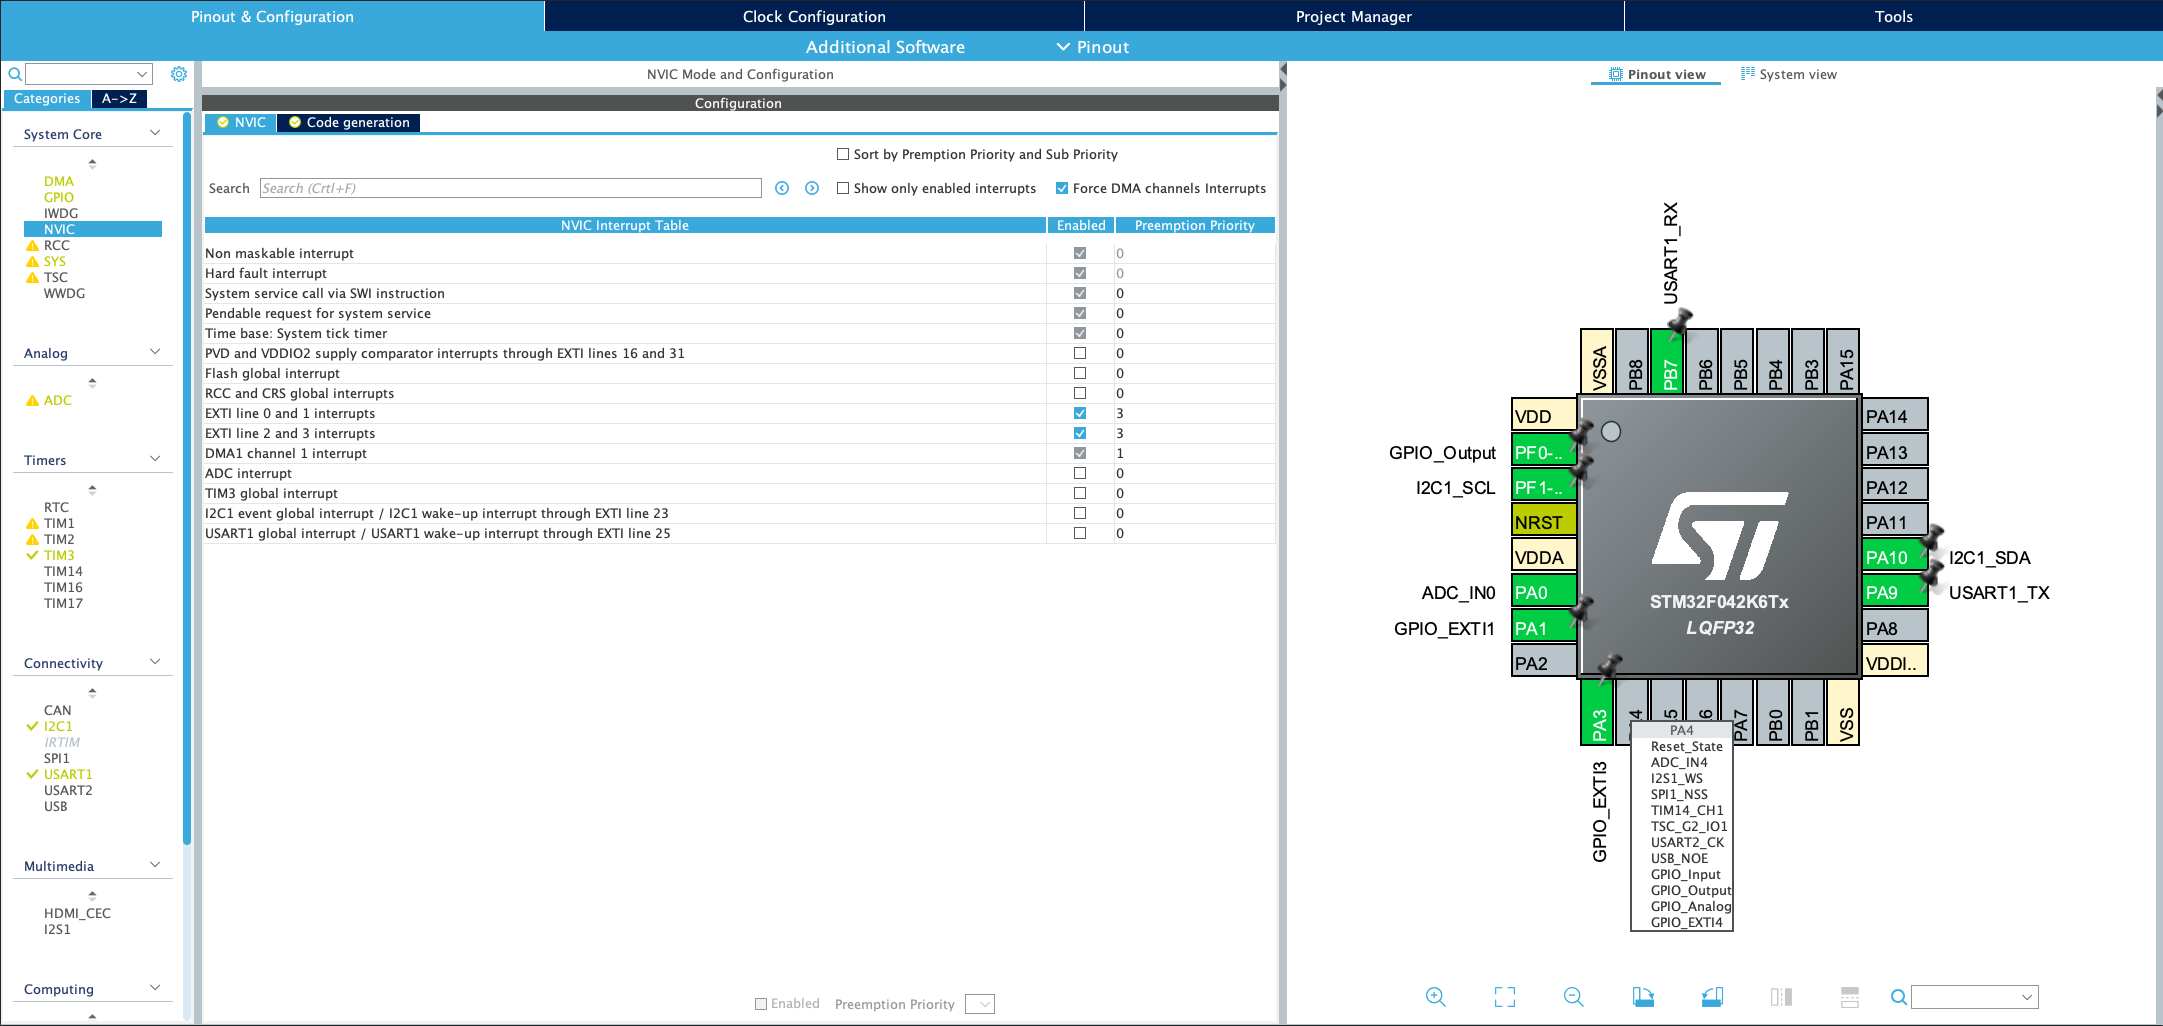 Pinout & Configuration
Clock Configuration
Project Manager
Tools
Additional Software
Pinout
Categories
A->Z
System Core
DMA
GPIO
IWDG
NVIC
RCC
SYS
TSC
WWDG
Analog
ADC
Timers
RTC
TIM1
TIM2
TIM3
TIM14
TIM16
TIM17
Connectivity
CAN
I2C1
IRTIM
SPI1
USART1
USART2
USB
Multimedia
HDMI_CEC
I2S1
Computing
NVIC Mode and Configuration
Configuration
NVIC
Code generation
Sort by Premption Priority and Sub Priority
Search
Search (Crtl+F)
Show only enabled interrupts
Force DMA channels Interrupts
NVIC Interrupt Table Enabled Preemption Priority
Non maskable interrupt 0
Hard fault interrupt 0
System service call via SWI instruction 0
Pendable request for system service 0
Time base: System tick timer 0
PVD and VDDIO2 supply comparator interrupts through EXTI lines 16 and 31 0
Flash global interrupt 0
RCC and CRS global interrupts 0
EXTI line 0 and 1 interrupts 3
EXTI line 2 and 3 interrupts 3
DMA1 channel 1 interrupt 1
ADC interrupt 0
TIM3 global interrupt 0
I2C1 event global interrupt / I2C1 wake-up interrupt through EXTI line 23 0
USART1 global interrupt / USART1 wake-up interrupt through EXTI line 25 0
Enabled
Preemption Priority
Pinout view
System view
USART1_RX
VSSA
PB8
PB7
PB6
PB5
PB4
PB3
PA15
VDD
GPIO_Output PF0-..
I2C1_SCL PF1-..
NRST
VDDA
ADC_IN0 PA0
GPIO_EXTI1 PA1
PA2
ST
STM32F042K6Tx
LQFP32
PA14
PA13
PA12
PA11
PA10 I2C1_SDA
PA9 USART1_TX
PA8
VDDI..
PA3
4
5
6
PA7
PB0
PB1
VSS
GPIO_EXTI3
PA4
Reset_State
ADC_IN4
I2S1_WS
SPI1_NSS
TIM14_CH1
TSC_G2_IO1
USART2_CK
USB_NOE
GPIO_Input
GPIO_Output
GPIO_Analog
GPIO_EXTI4